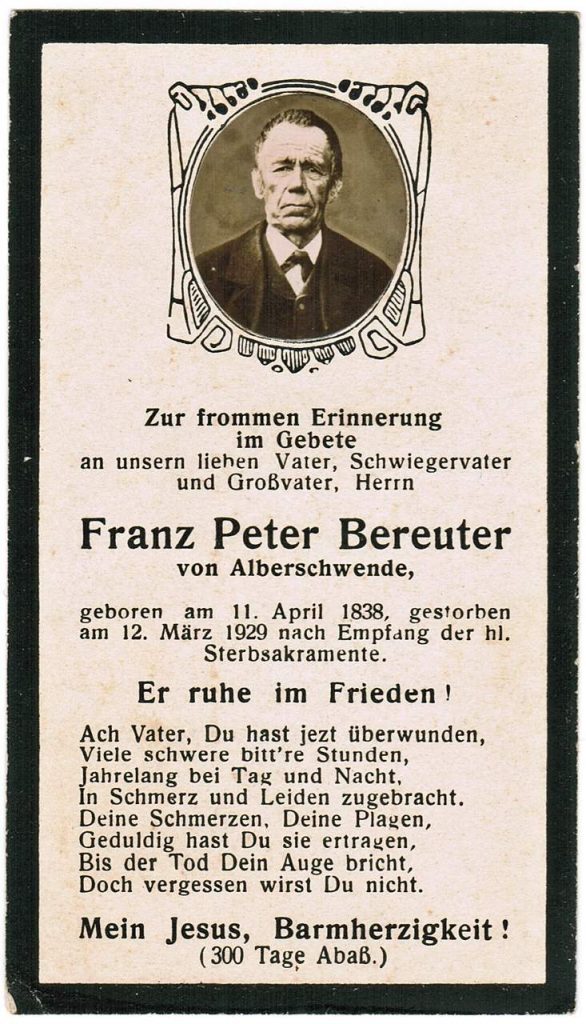 Zur frommen Erinnerung
im Gebete
an unsern lieben Vater, Schwiegervater
und Großvater, Herrn
Franz Peter Bereuter
von Alberschwende,
geboren am 11. April 1838, gestorben
am 12. März 1929 nach Empfang der hl.
Sterbsakramente.
Er ruhe im Frieden !
Ach Vater, Du hast jezt überwunden,
Viele schwere bitt're Stunden,
Jahrelang bei Tag und Nacht,
In Schmerz und Leiden zugebracht.
Deine Schmerzen, Deine Plagen,
Geduldig hast Du sie ertragen,
Bis der Tod Dein Auge bricht,
Doch vergessen wirst Du nicht.
Mein Jesus, Barmherzigkeit !
(300 Tage Abaß.)